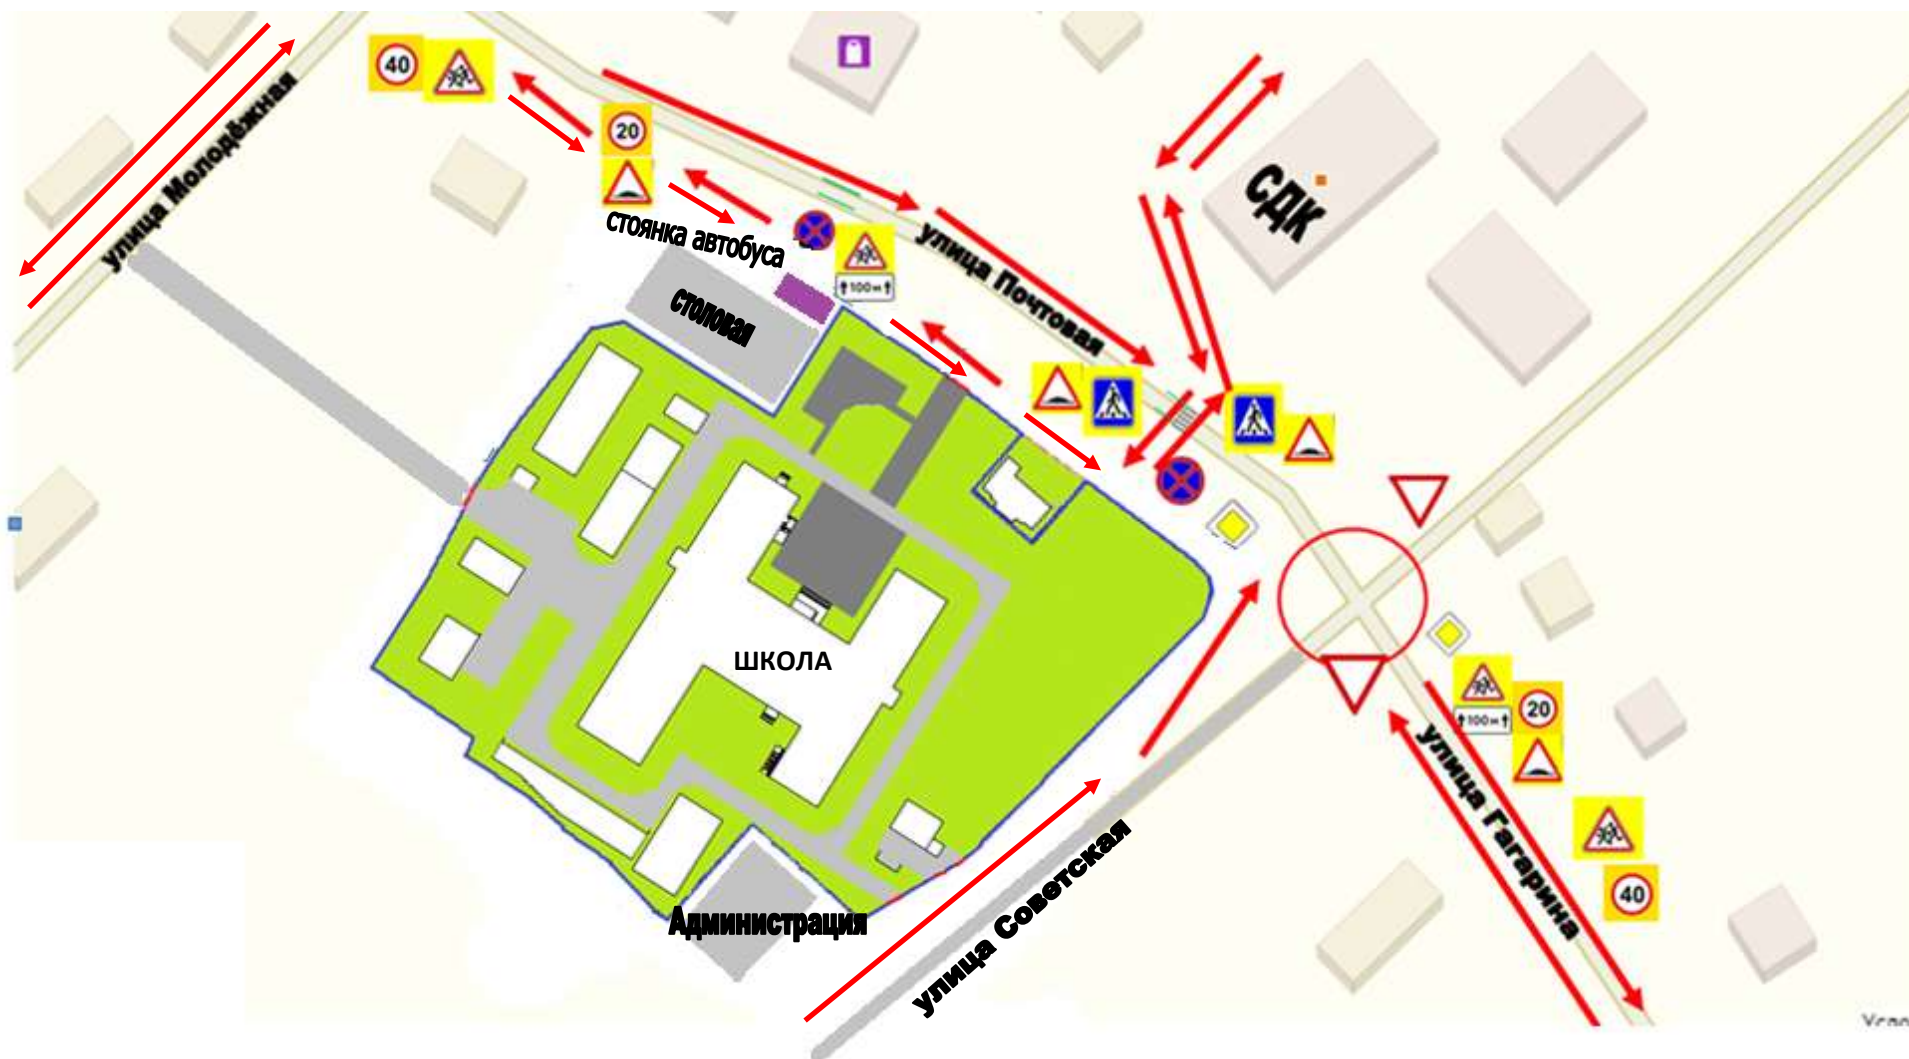 40
20
улица Молодёжная
стоянка автобуса
столовая
100 м
улица Почтовая
СДК
ШКОЛА
Администрация
улица Советская
100 м
20
улица Гагарина
40